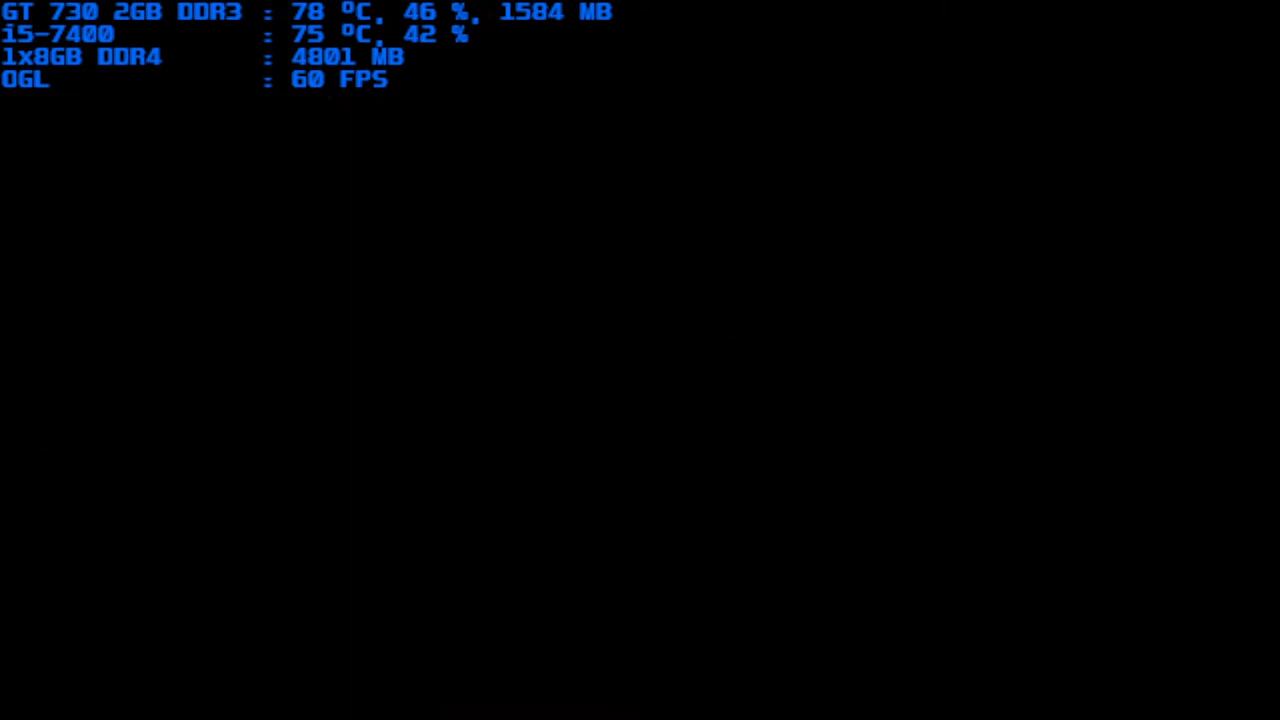 GT 730 2GB DDR3 : 78 ºC, 46 %, 1584 MB
i5-7400 : 75 ºC, 42 %
1x8GB DDR4 : 4801 MB
OGL : 60 FPS